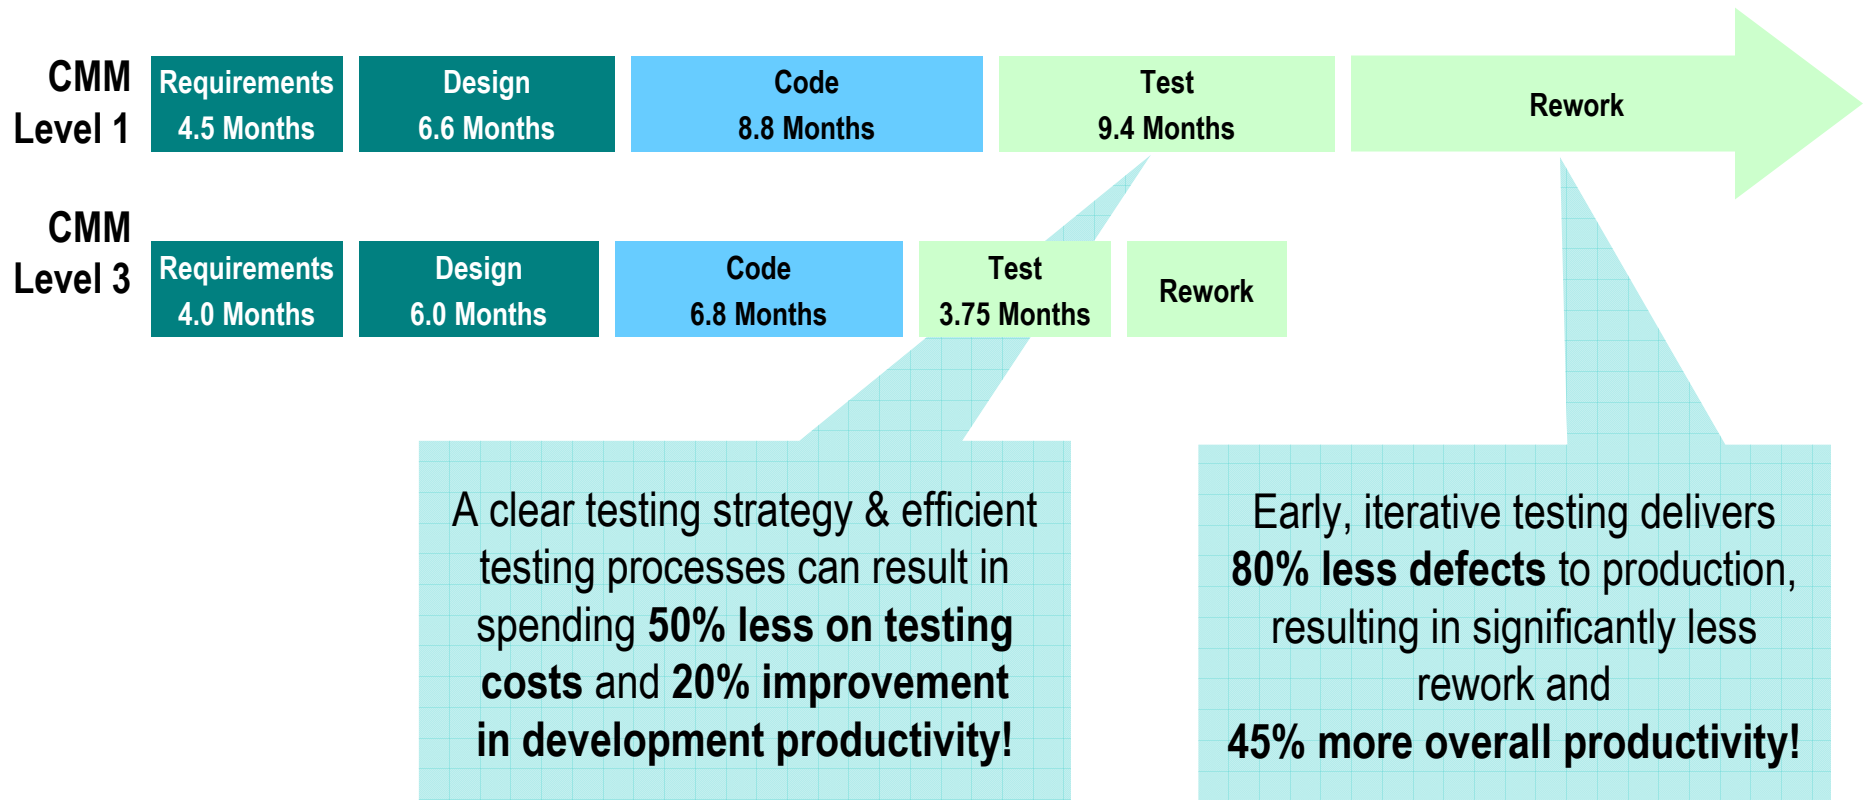 CMM
Level 1
Requirements
4.5 Months
Design
6.6 Months
Code
8.8 Months
Test
9.4 Months
Rework
CMM
Level 3
Requirements
4.0 Months
Design
6.0 Months
Code
6.8 Months
Test
3.75 Months
Rework
A clear testing strategy & efficient
testing processes can result in
spending 50% less on testing
costs and 20% improvement
in development productivity!
Early, iterative testing delivers
80% less defects to production,
resulting in significantly less
rework and
45% more overall productivity!